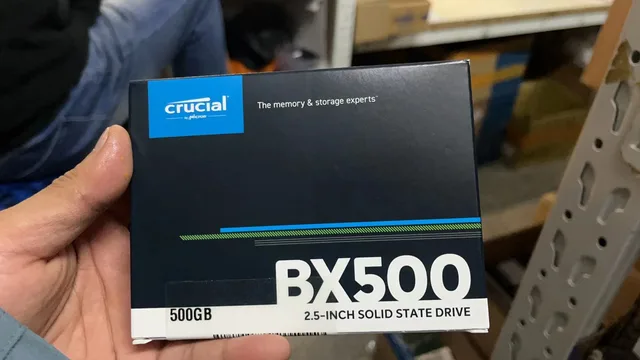 crucial
by Micron
The memory & storage experts™
BX500
500GB
2.5-INCH SOLID STATE DRIVE